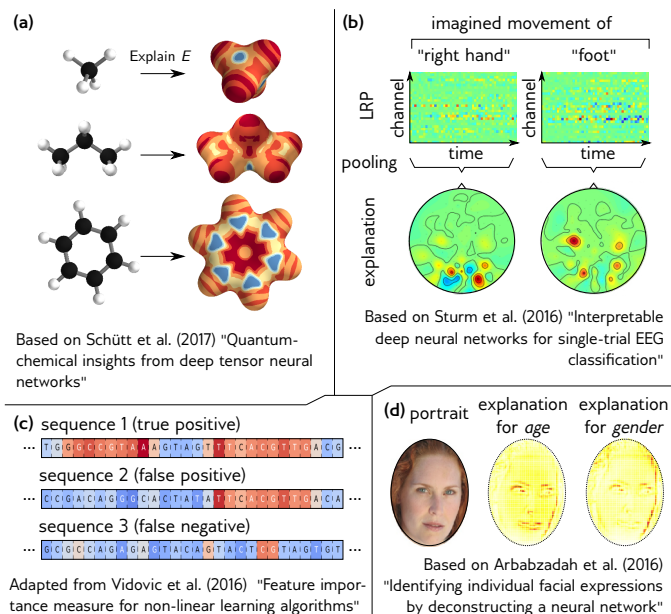 (a)
Explain E
Based on Schütt et al. (2017) "Quantum-
chemical insights from deep tensor neural
networks"
(b)
imagined movement of
"right hand" "foot"
LRP
channel channel
pooling time time
explanation
Based on Sturm et al. (2016) "Interpretable
deep neural networks for single-trial EEG
classification"
(c) sequence 1 (true positive)
... T G G G C C G T A A A G T A G T T T C A C G T T G A C G ...
sequence 2 (false positive)
... C C G A C A G G G C A C T A T A T T C A C G T T G A C A ...
sequence 3 (false negative)
... G C G C C A G A G A G T A C A G T A C T C G T A G T G T ...
Adapted from Vidovic et al. (2016) "Feature impor-
tance measure for non-linear learning algorithms"
(d) portrait
explanation
for age
explanation
for gender
Based on Arbabzadah et al. (2016)
"Identifying individual facial expressions
by deconstructing a neural network"